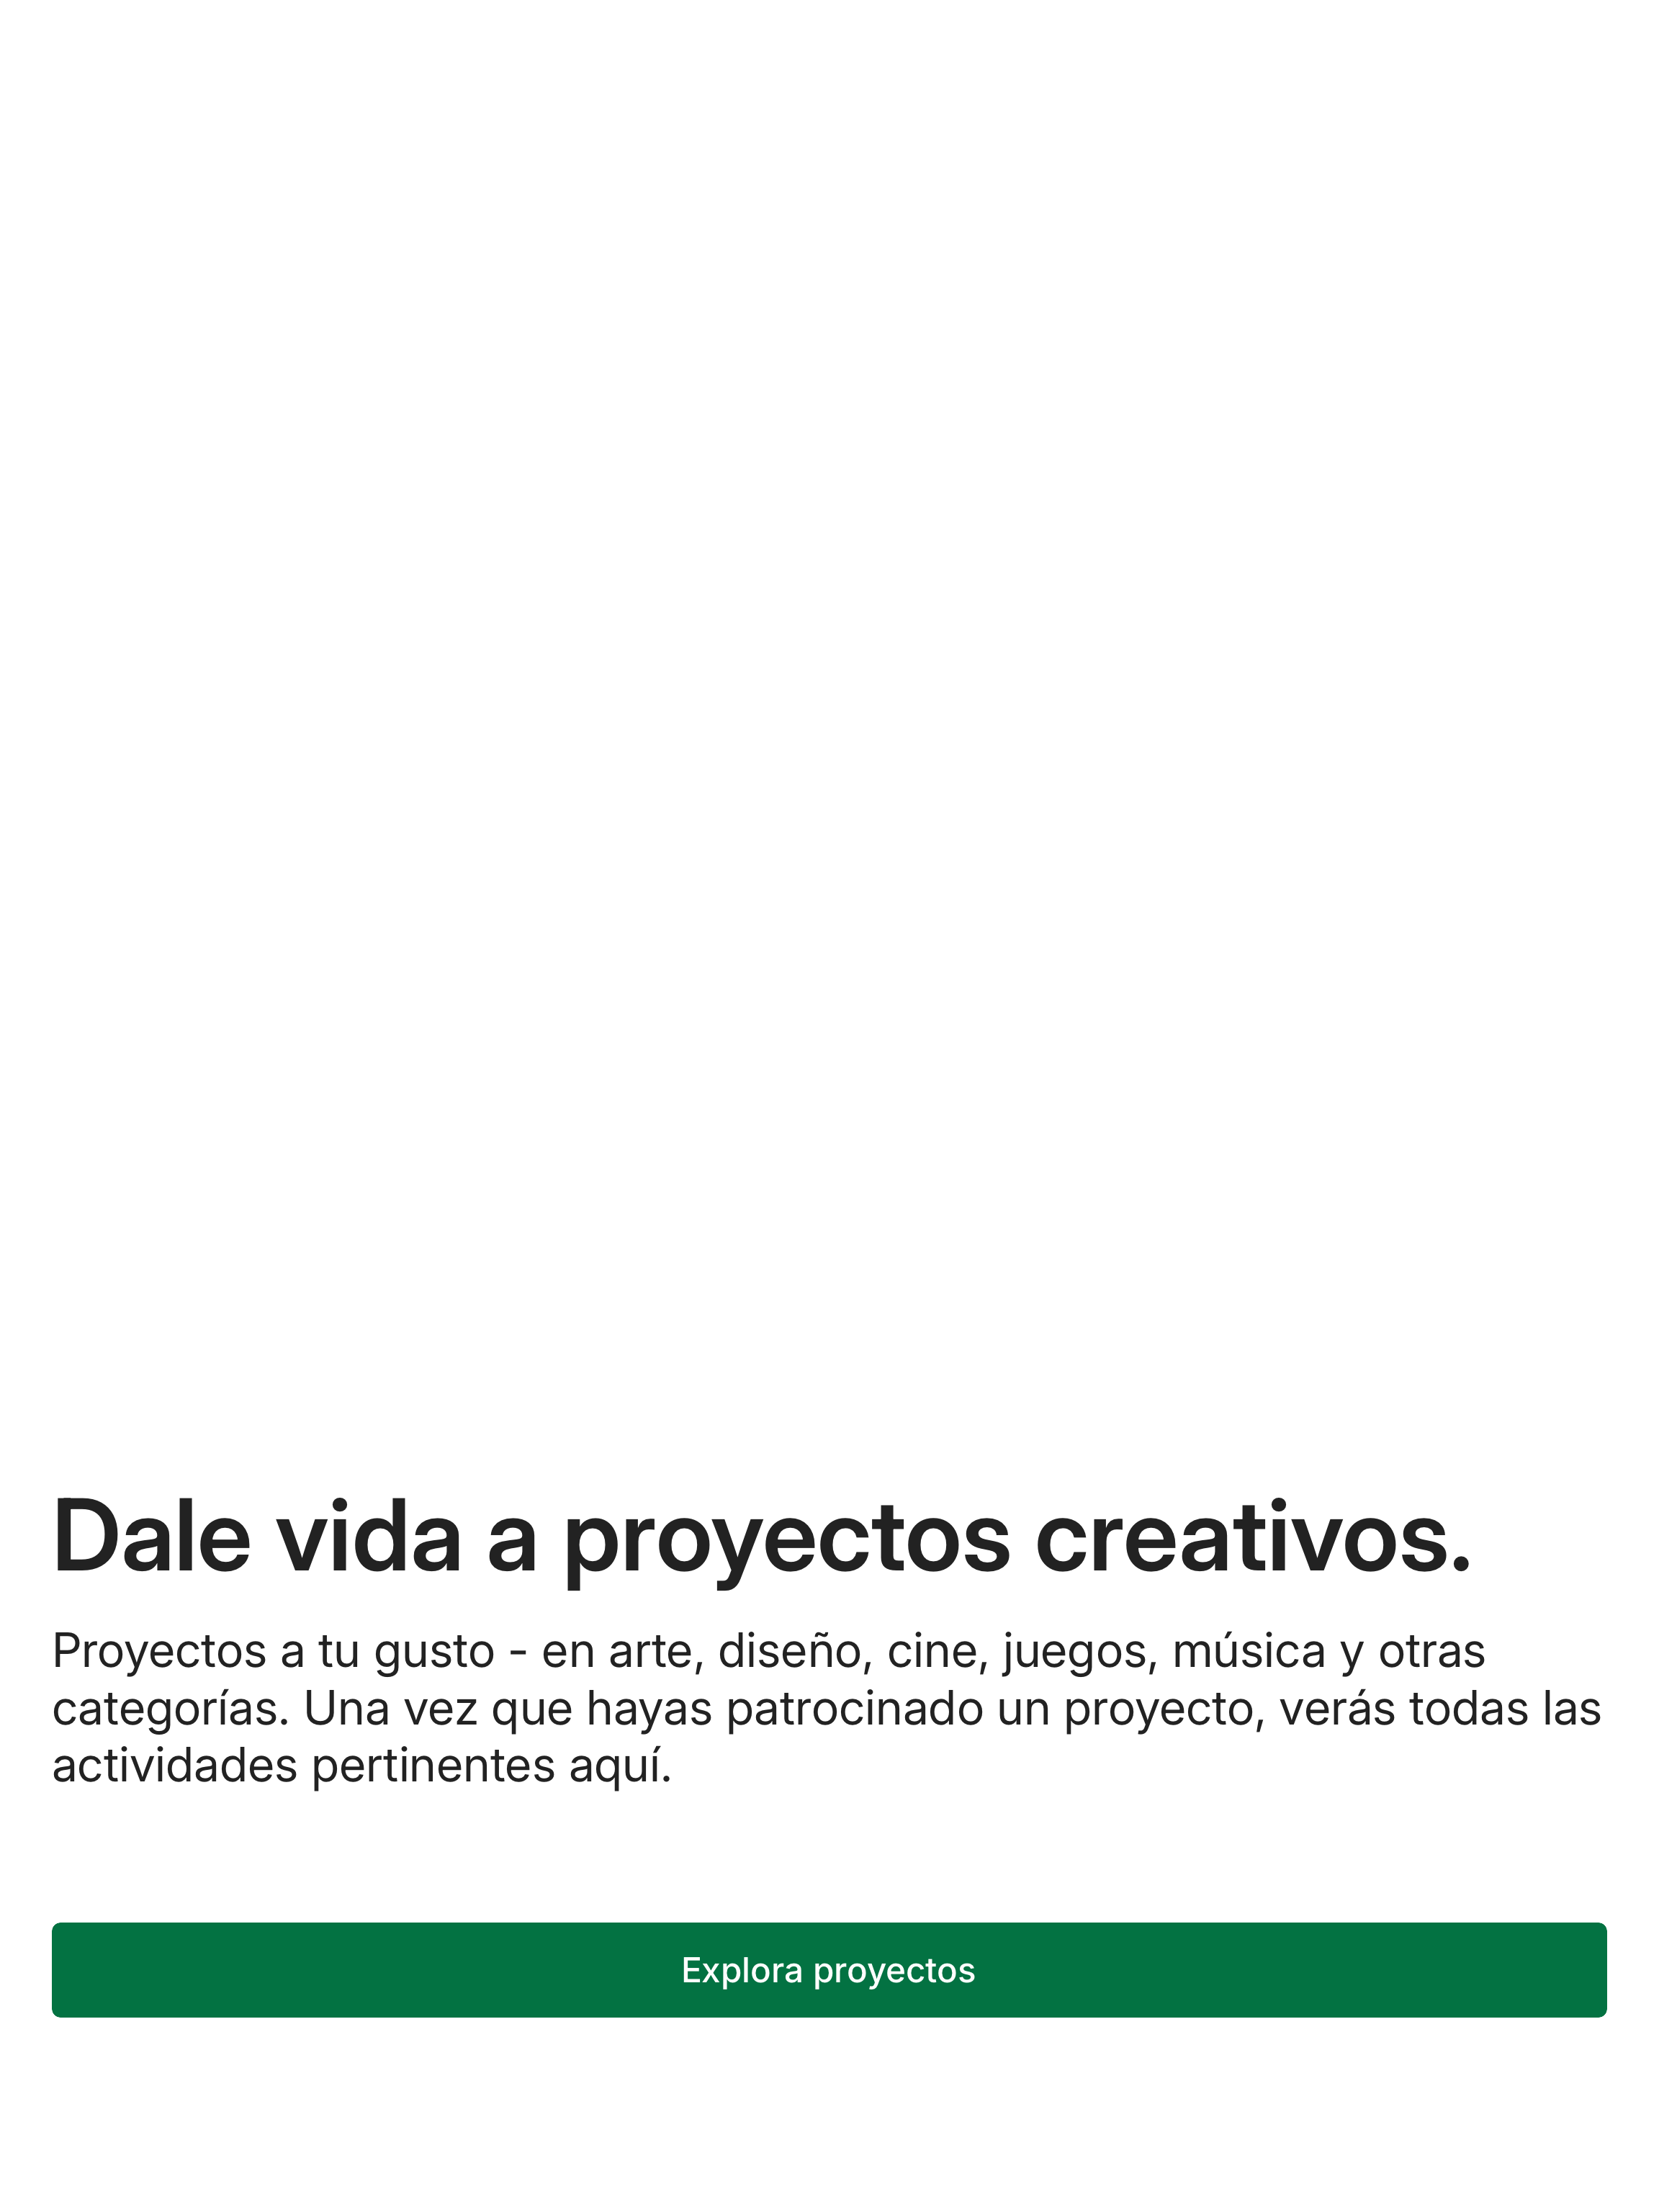 Dale vida a proyectos creativos.
Proyectos a tu gusto - en arte, diseño, cine, juegos, música y otras
categorías. Una vez que hayas patrocinado un proyecto, verás todas las
actividades pertinentes aquí.
Explora proyectos